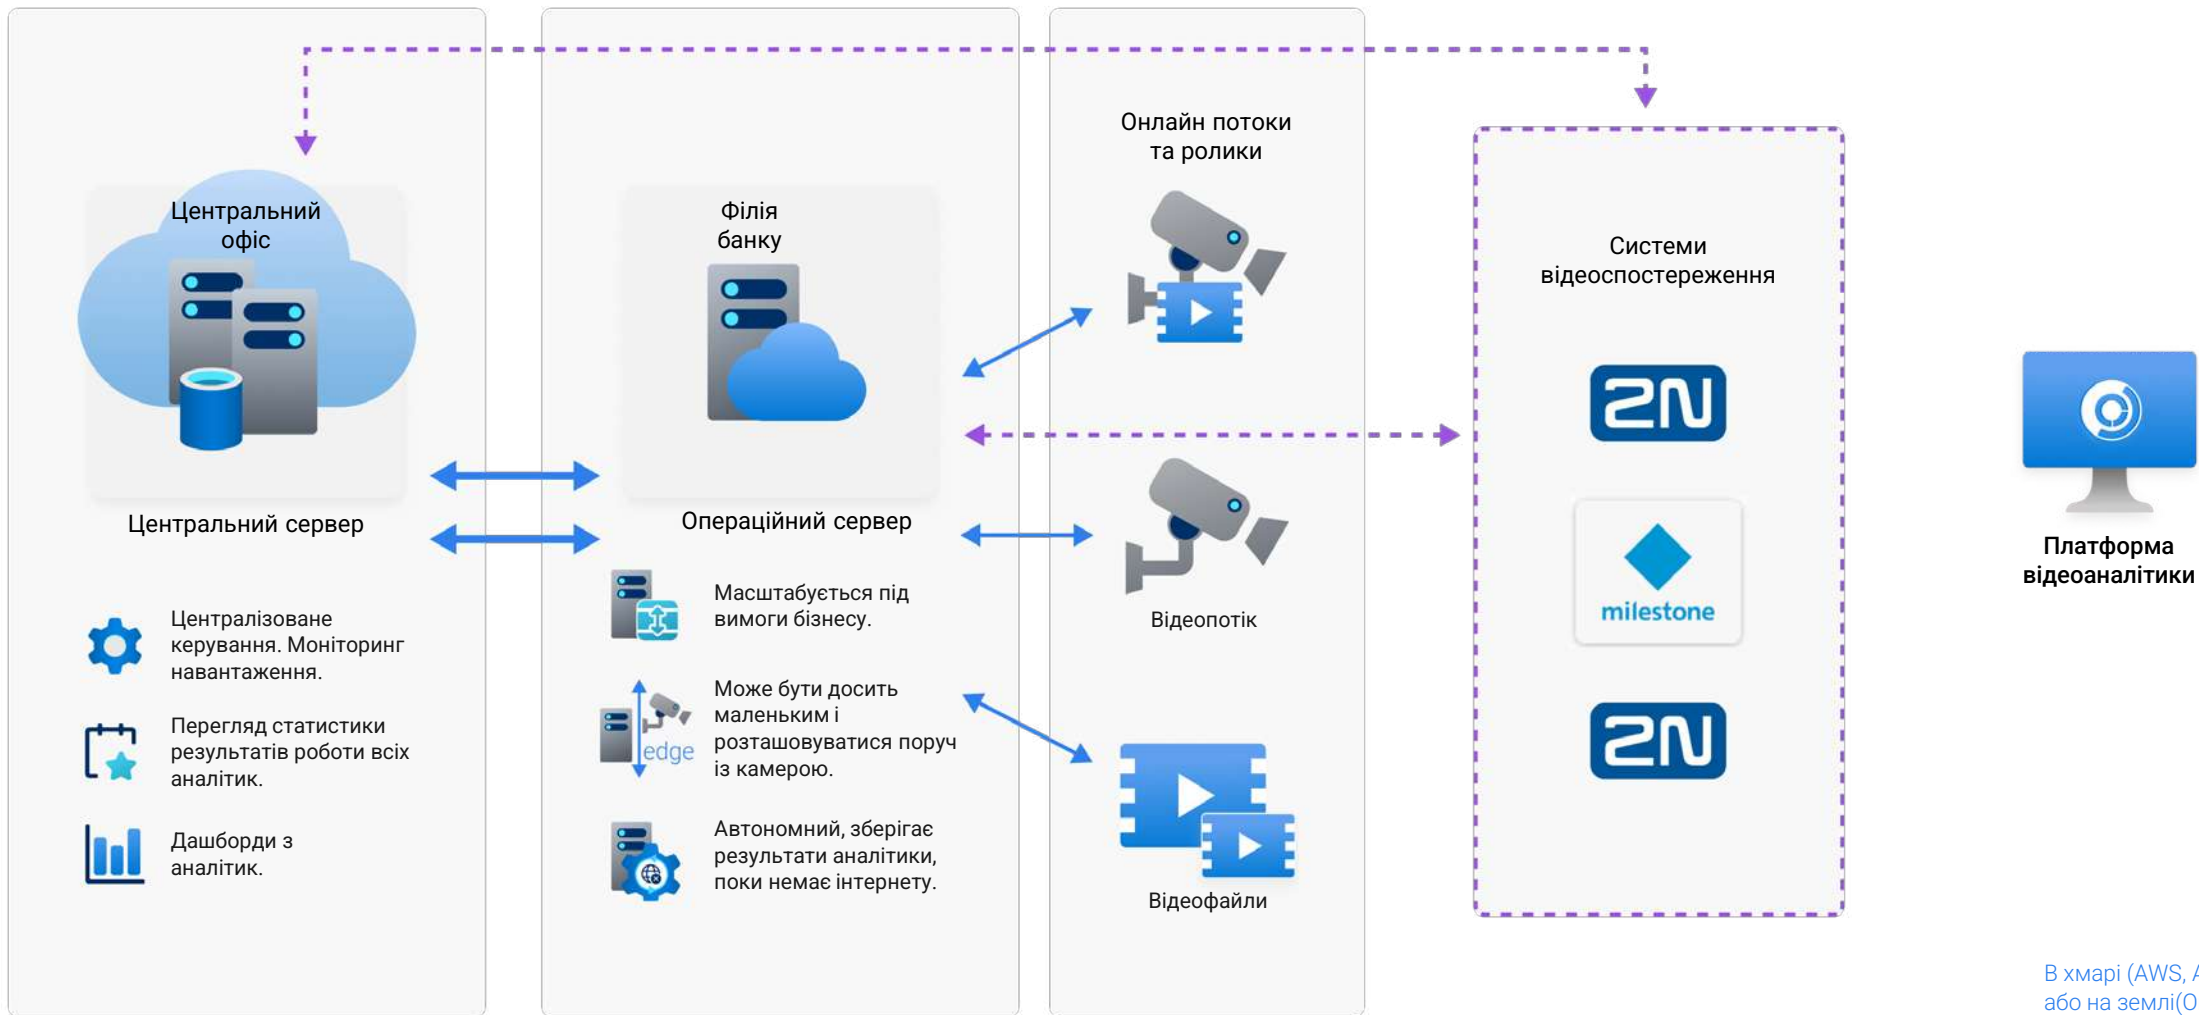 Центральний
офіс
Центральний сервер
Централізоване
керування. Моніторинг
навантаження.
Перегляд статистики
результатів роботи всіх
аналітик.
Дашборди з
аналітик.
Філія
банку
Операційний сервер
Масштабується під
вимоги бізнесу.
edge
Може бути досить
маленьким і
розташовуватися поруч
із камерою.
Автономний, зберігає
результати аналітики,
поки немає інтернету.
Онлайн потоки
та ролики
Відеопотік
Відеофайли
Системи
відеоспостереження
2N
milestone
2N
Платформа
відеоаналітики
В хмарі (AWS,
або на землі